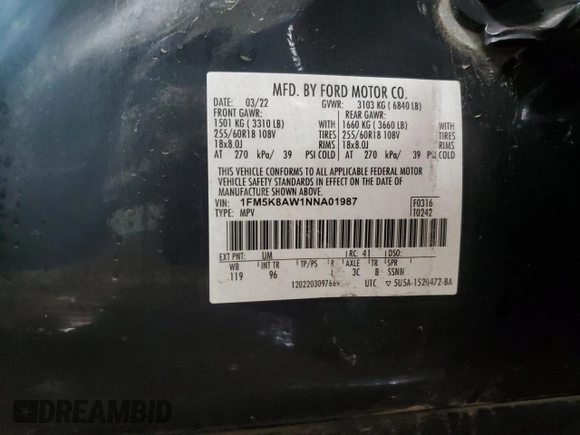 MFD. BY FORD MOTOR CO.
DATE: 03/22 GVWR: 3103 KG ( 6840 LB)
FRONT GAWR: REAR GAWR:
1501 KG ( 3310 LB) WITH 1660 KG ( 3660 LB) WITH
255/60R18 108V TIRES 255/60R18 108V TIRES
18x8.0J RIMS 18x8.0J RIMS
AT 270 kPa/ 39 PSI COLD AT 270 kPa/ 39 PSI COLD
THIS VEHICLE CONFORMS TO ALL APPLICABLE FEDERAL MOTOR
VEHICLE SAFETY STANDARDS IN EFFECT ON THE DATE OF
MANUFACTURE SHOWN ABOVE.
VIN: 1FM5K8AW1NNA01987 F0316
TYPE: MPV T0242
EXT PNT: UM RC: 41 DSO:
WB INT TR TP/PS R AXLE TR SPR
119 96 3C B SSNN
UTC ▽ 5U5A-1520472-BA
DREAMBID